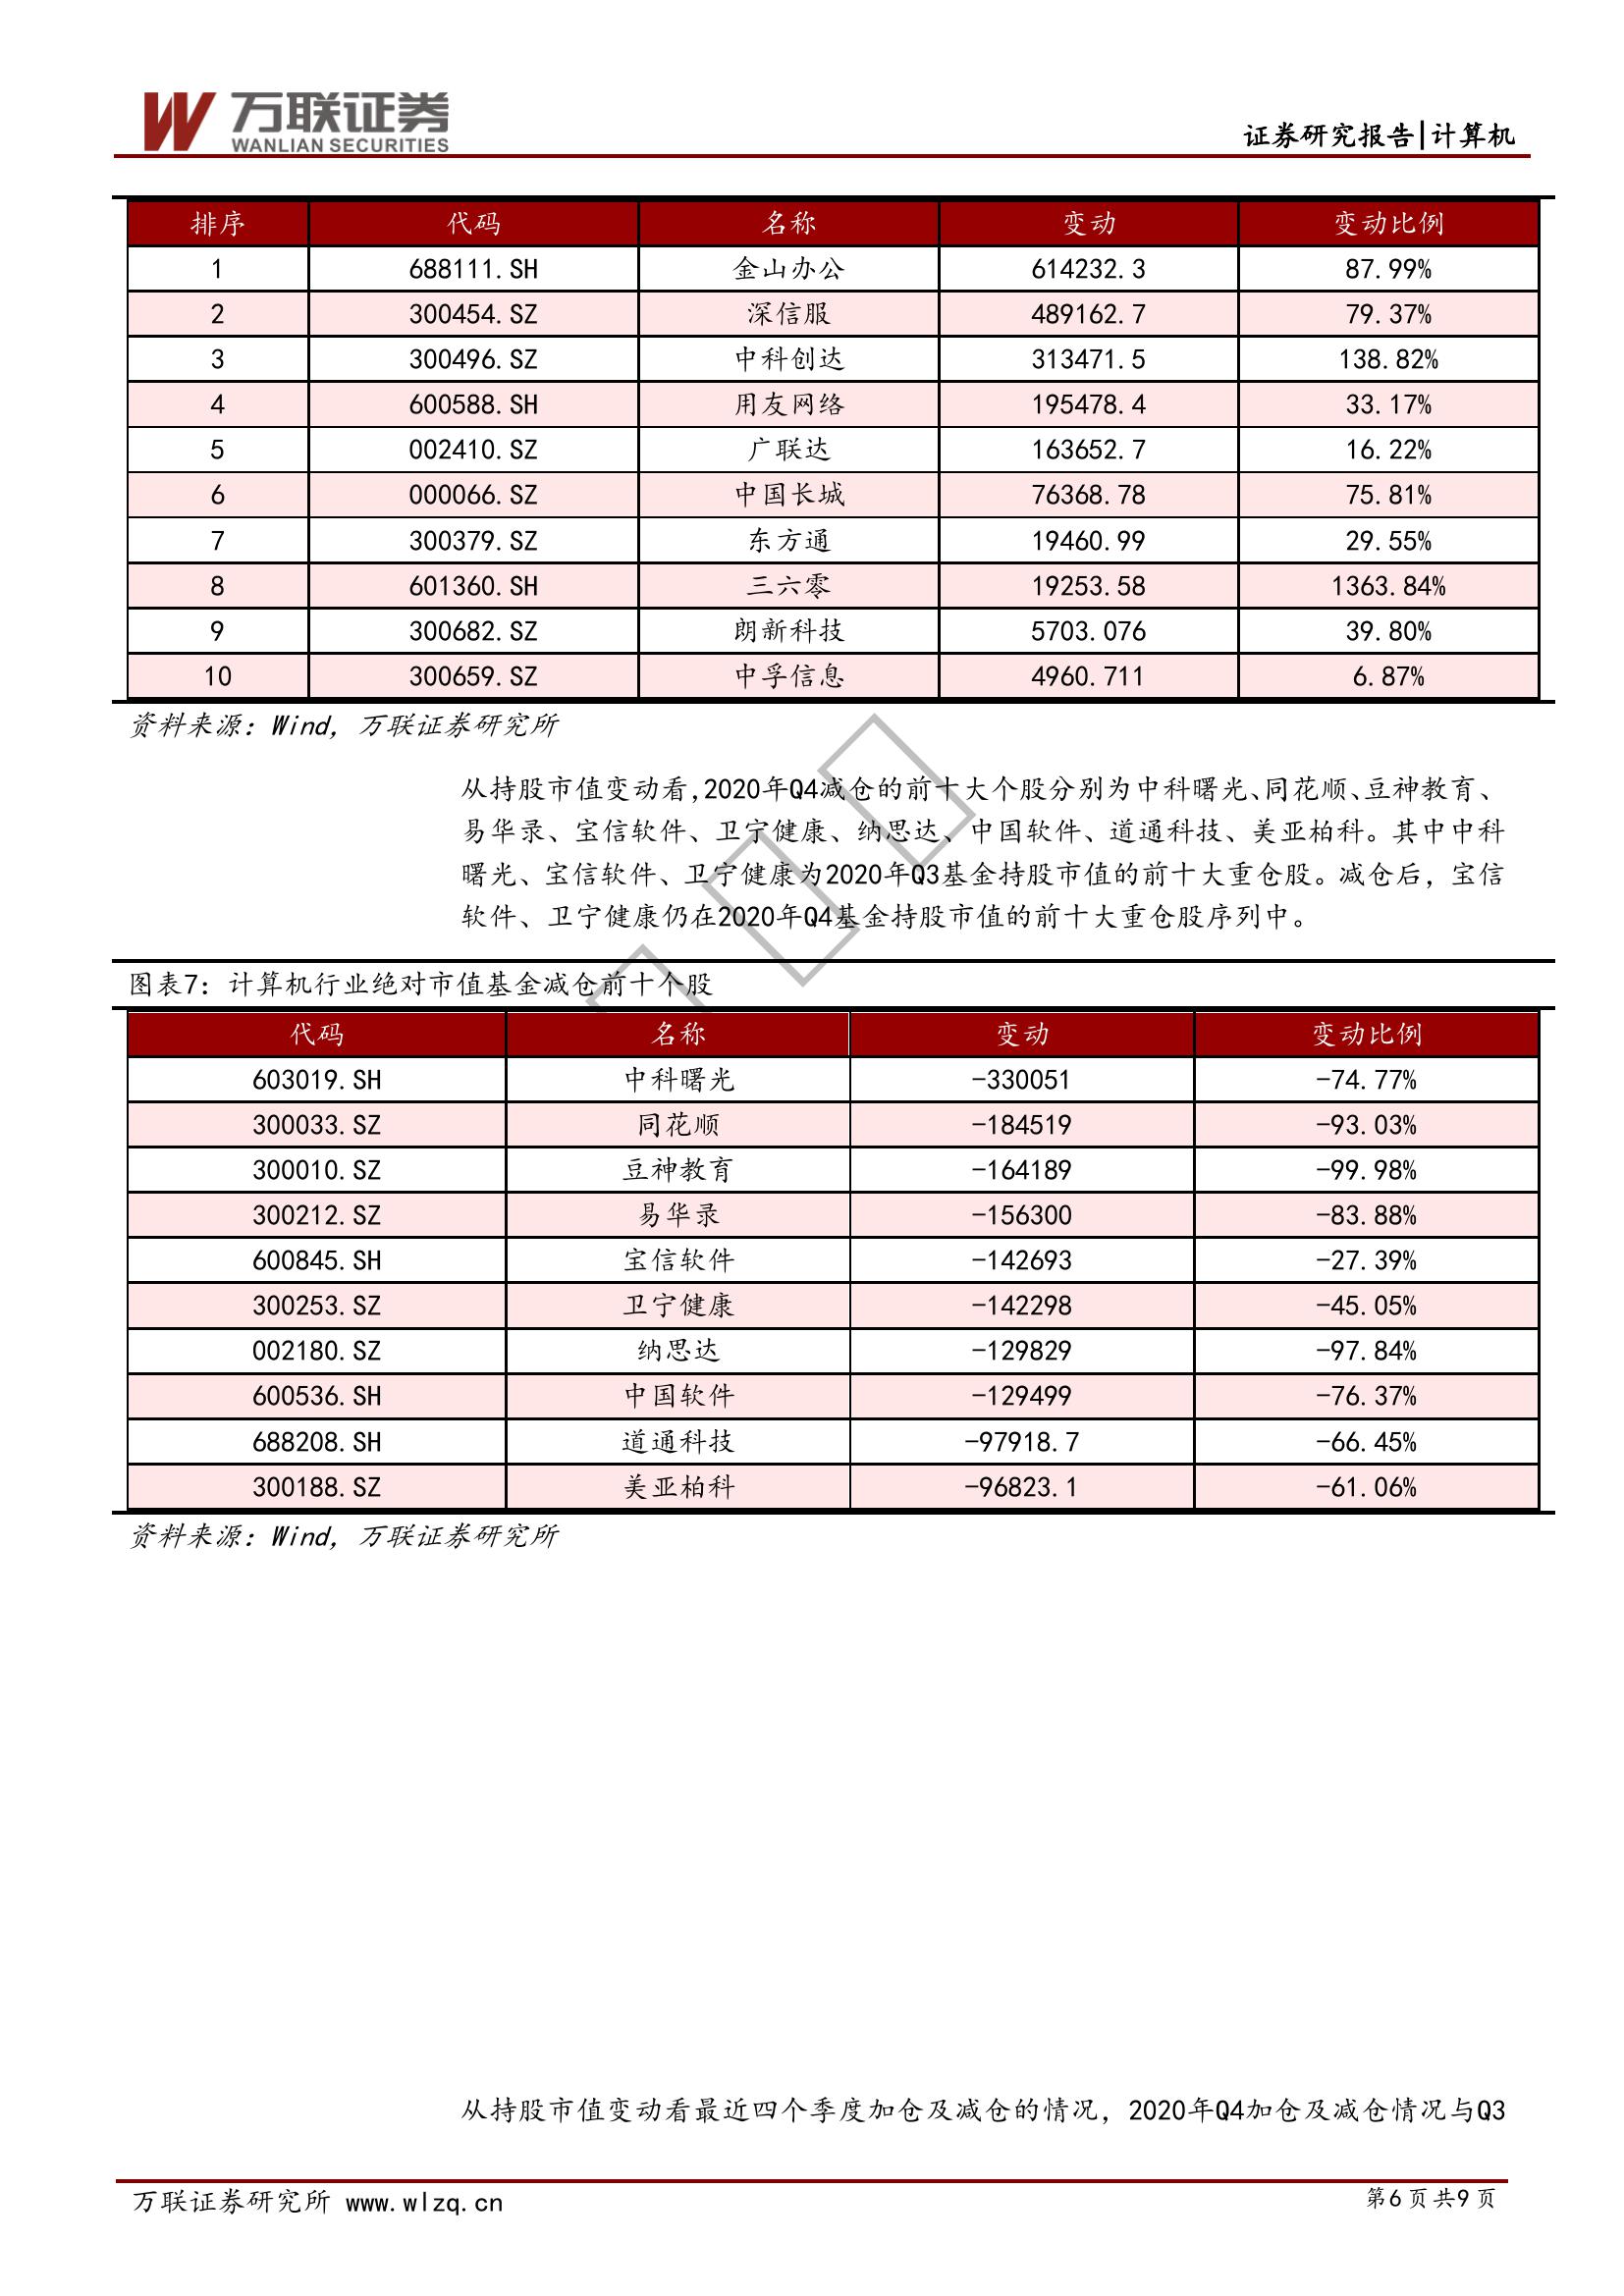 万联证券
WANLIAN SECURITIES
证券研究报告|计算机
排序 代码 名称 变动 变动比例
1 688111.SH 金山办公 614232.3 87.99%
2 300454.SZ 深信服 489162.7 79.37%
3 300496.SZ 中科创达 313471.5 138.82%
4 600588.SH 用友网络 195478.4 33.17%
5 002410.SZ 广联达 163652.7 16.22%
6 000066.SZ 中国长城 76368.78 75.81%
7 300379.SZ 东方通 19460.99 29.55%
8 601360.SH 三六零 19253.58 1363.84%
9 300682.SZ 朗新科技 5703.076 39.80%
10 300659.SZ 中孚信息 4960.711 6.87%
资料来源：Wind，万联证券研究所
从持股市值变动看,2020年Q4减仓的前十大个股分别为中科曙光、同花顺、豆神教育、
易华录、宝信软件、卫宁健康、纳思达、中国软件、道通科技、美亚柏科。其中中科
曙光、宝信软件、卫宁健康为2020年Q3基金持股市值的前十大重仓股。减仓后，宝信
软件、卫宁健康仍在2020年Q4基金持股市值的前十大重仓股序列中。
图表7：计算机行业绝对市值基金减仓前十个股
代码 名称 变动 变动比例
603019.SH 中科曙光 -330051 -74.77%
300033.SZ 同花顺 -184519 -93.03%
300010.SZ 豆神教育 -164189 -99.98%
300212.SZ 易华录 -156300 -83.88%
600845.SH 宝信软件 -142693 -27.39%
300253.SZ 卫宁健康 -142298 -45.05%
002180.SZ 纳思达 -129829 -97.84%
600536.SH 中国软件 -129499 -76.37%
688208.SH 道通科技 -97918.7 -66.45%
300188.SZ 美亚柏科 -96823.1 -61.06%
资料来源：Wind，万联证券研究所
从持股市值变动看最近四个季度加仓及减仓的情况，2020年Q4加仓及减仓情况与Q3
万联证券研究所 www.wlzq.cn
第6页共9页